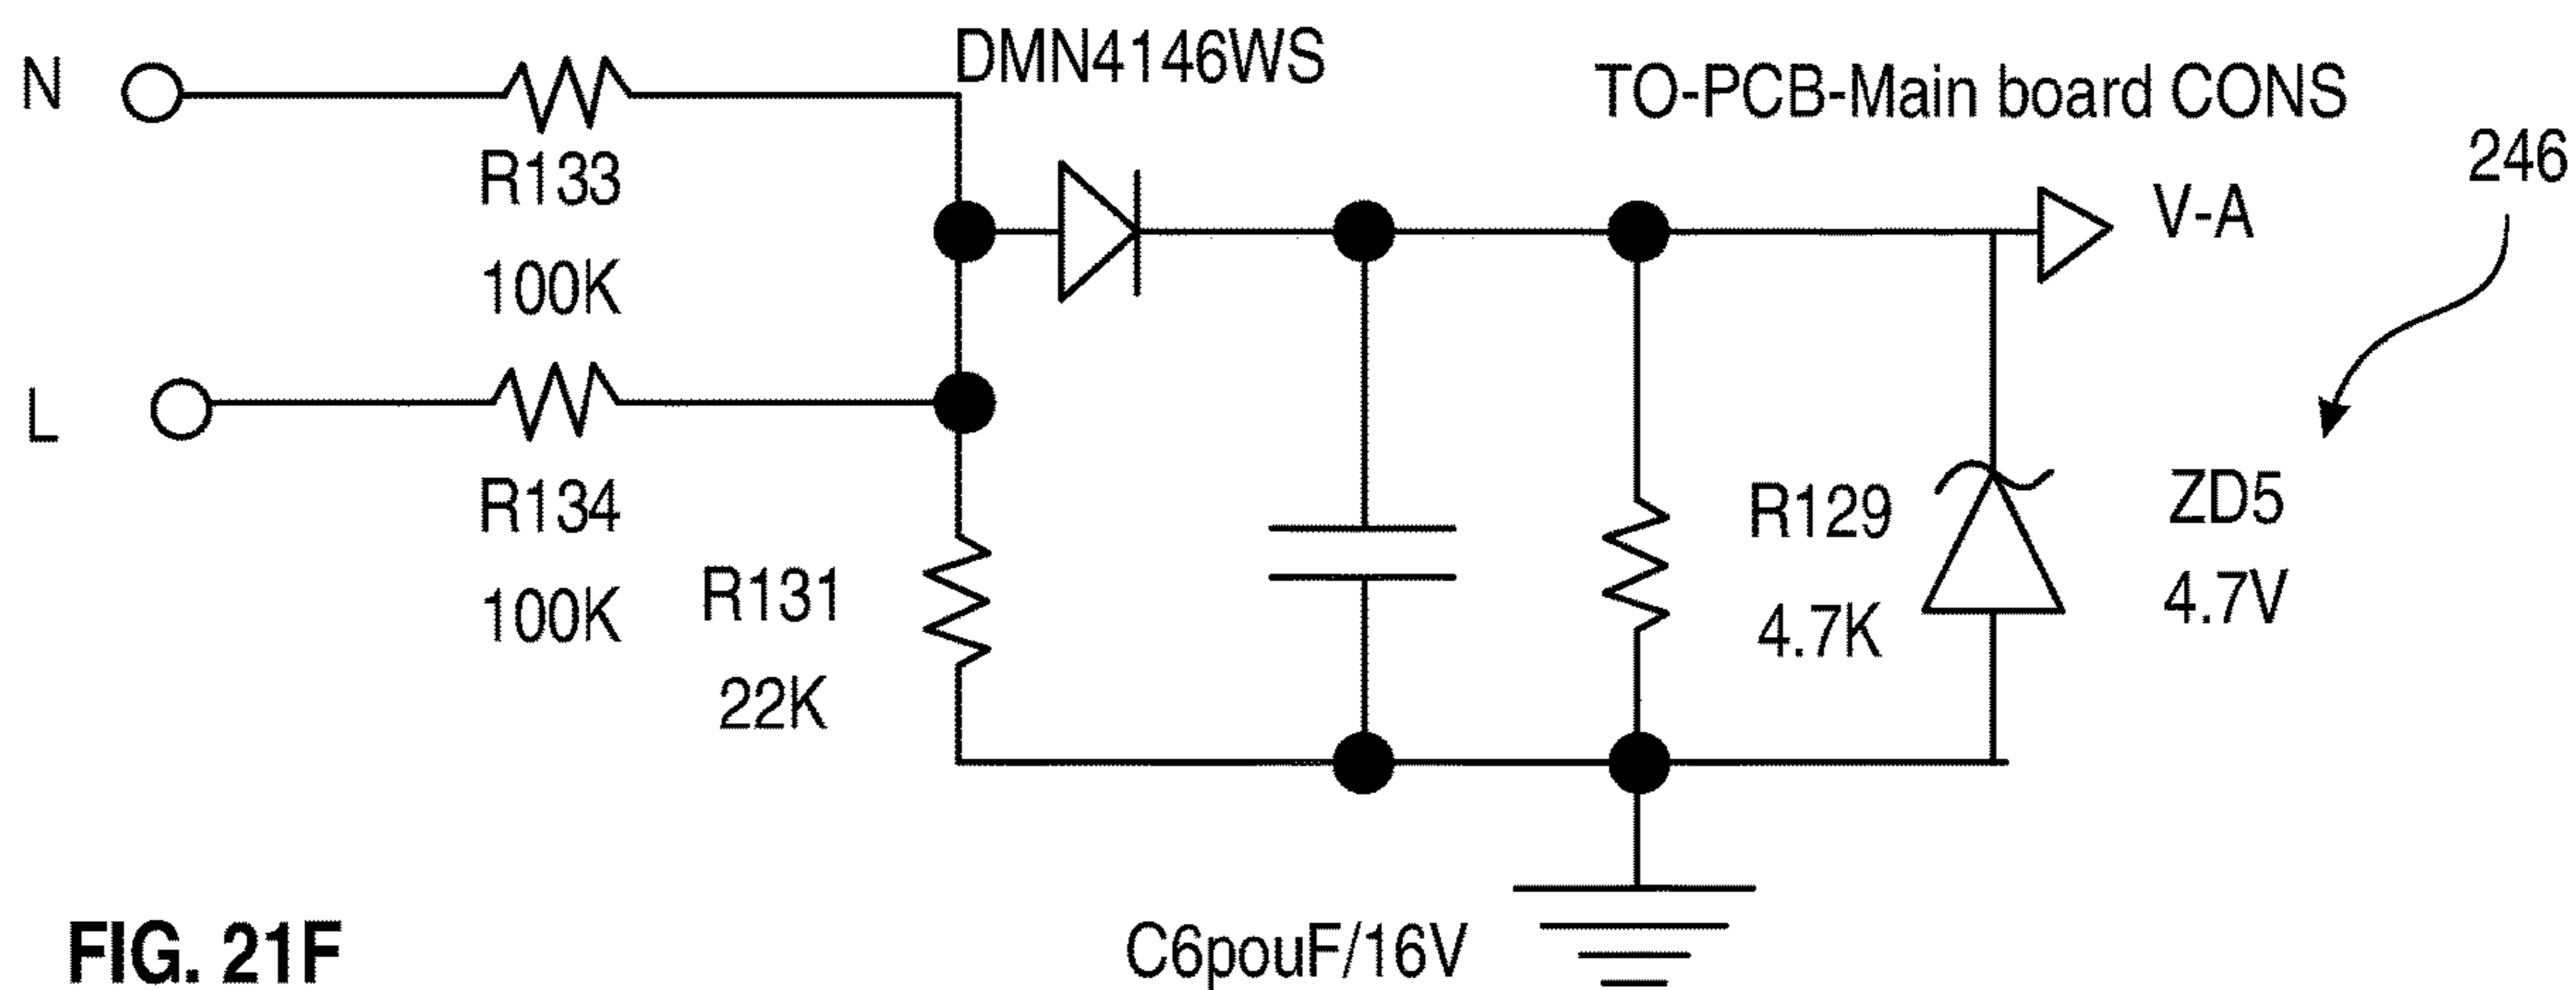 N
DMN4146WS
TO-PCB-Main board CONS
246
V-A
R133
100K
L
R134
100K
R131
22K
R129
4.7K
ZD5
4.7V
C6pouF/16V
FIG. 21F